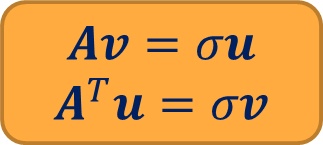 Av = σu
Aᵀu = σv